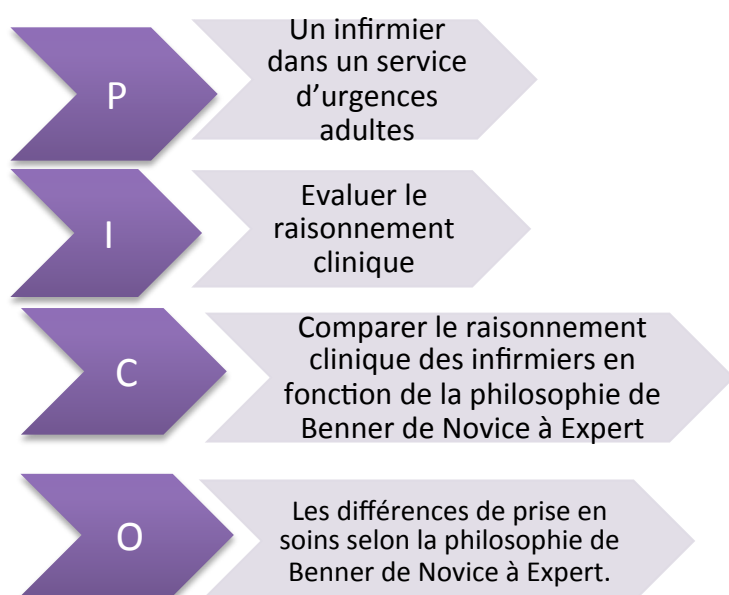 P
Un infirmier
dans un service
d'urgences
adultes
I
Evaluer le
raisonnement
clinique
C
Comparer le raisonnement
clinique des infirmiers en
fonction de la philosophie de
Benner de Novice à Expert
O
Les différences de prise en
soins selon la philosophie de
Benner de Novice à Expert.